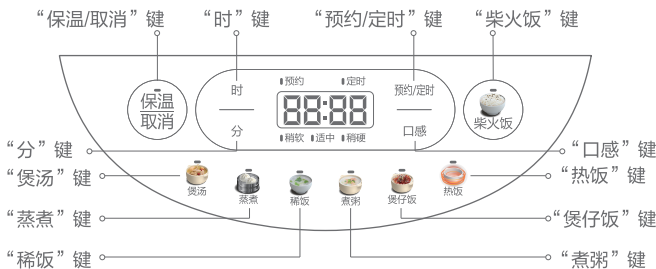 “保温/取消”键 “时”键 “预约/定时”键 “柴火饭”键
时 预约 定时 预约/定时
保温
取消
88:88
柴火饭
分 稍软 适中 稍硬 口感
“分”键 “口感”键
“煲汤”键 “热饭”键
煲汤 蒸煮 稀饭 煮粥 煲仔饭 热饭
“蒸煮”键 “煲仔饭”键
“稀饭”键 “煮粥”键